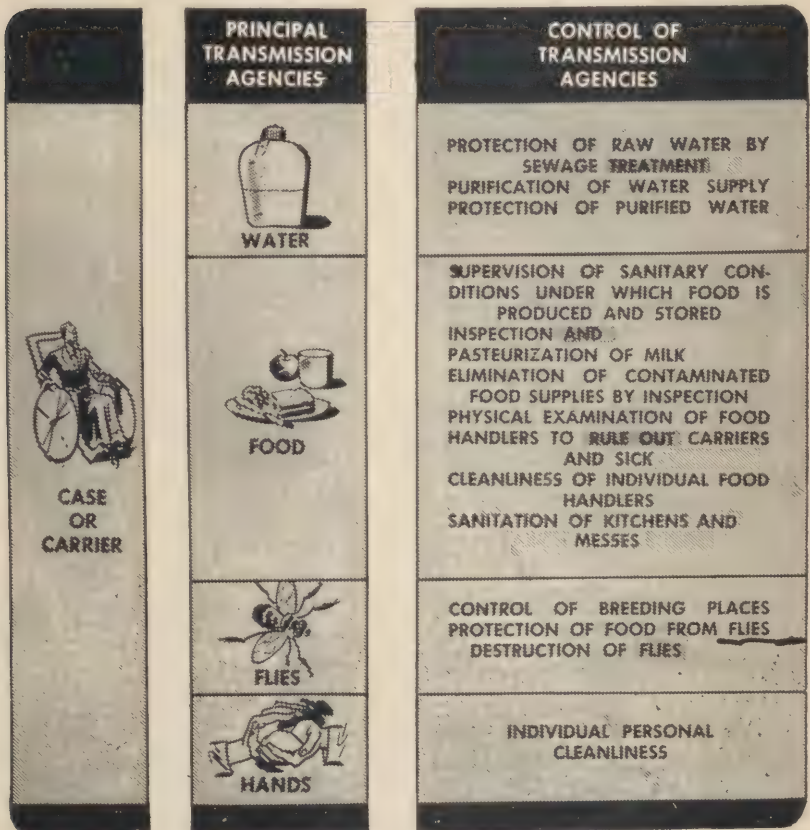 CASE
OR
CARRIER
PRINCIPAL
TRANSMISSION
AGENCIES
WATER
FOOD
FLIES
HANDS
CONTROL OF
TRANSMISSION
AGENCIES
PROTECTION OF RAW WATER BY
SEWAGE TREATMENT
PURIFICATION OF WATER SUPPLY
PROTECTION OF PURIFIED WATER
SUPERVISION OF SANITARY CON-
DITIONS UNDER WHICH FOOD IS
PRODUCED AND STORED
INSPECTION AND
PASTEURIZATION OF MILK
ELIMINATION OF CONTAMINATED
FOOD SUPPLIES BY INSPECTION
PHYSICAL EXAMINATION OF FOOD
HANDLERS TO RULE OUT CARRIERS
AND SICK
CLEANLINESS OF INDIVIDUAL FOOD
HANDLERS
SANITATION OF KITCHENS AND
MESSES
CONTROL OF BREEDING PLACES
PROTECTION OF FOOD FROM FLIES
DESTRUCTION OF FLIES
INDIVIDUAL PERSONAL
CLEANLINESS